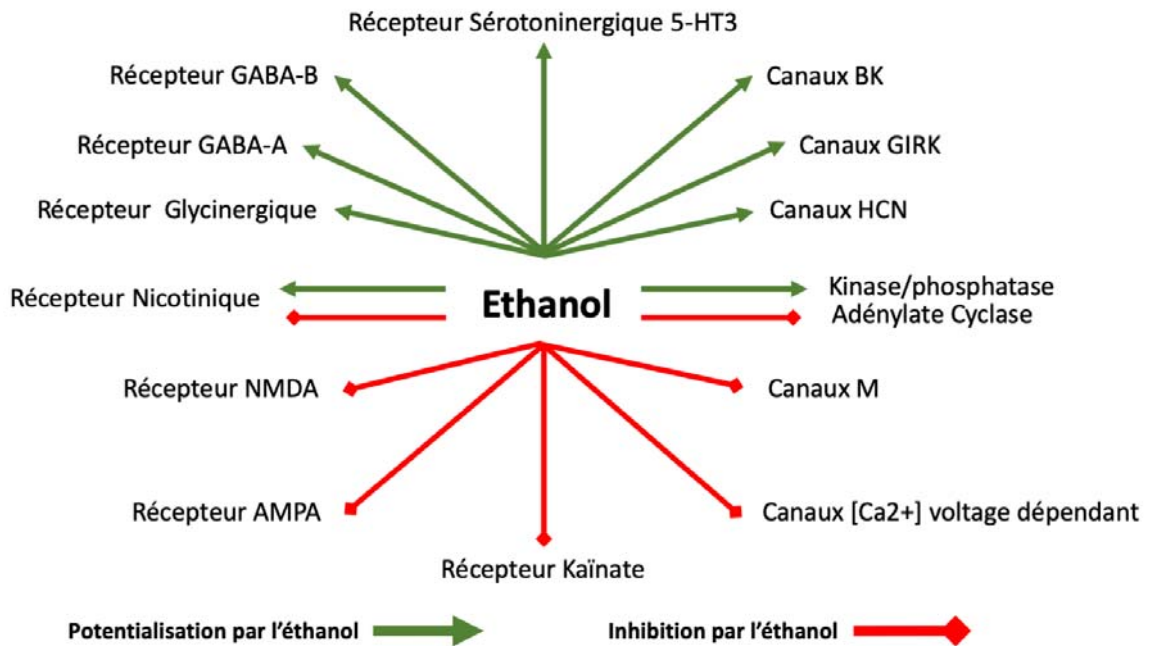 Récepteur Sérotoninergique 5-HT3
Récepteur GABA-B
Canaux BK
Récepteur GABA-A
Canaux GIRK
Récepteur Glycinergique
Canaux HCN
Récepteur Nicotinique
Ethanol
Kinase/phosphatase
Adénylate Cyclase
Récepteur NMDA
Canaux M
Récepteur AMPA
Canaux [Ca2+] voltage dépendant
Récepteur Kaïnate
Potentialisation par l'éthanol
Inhibition par l'éthanol